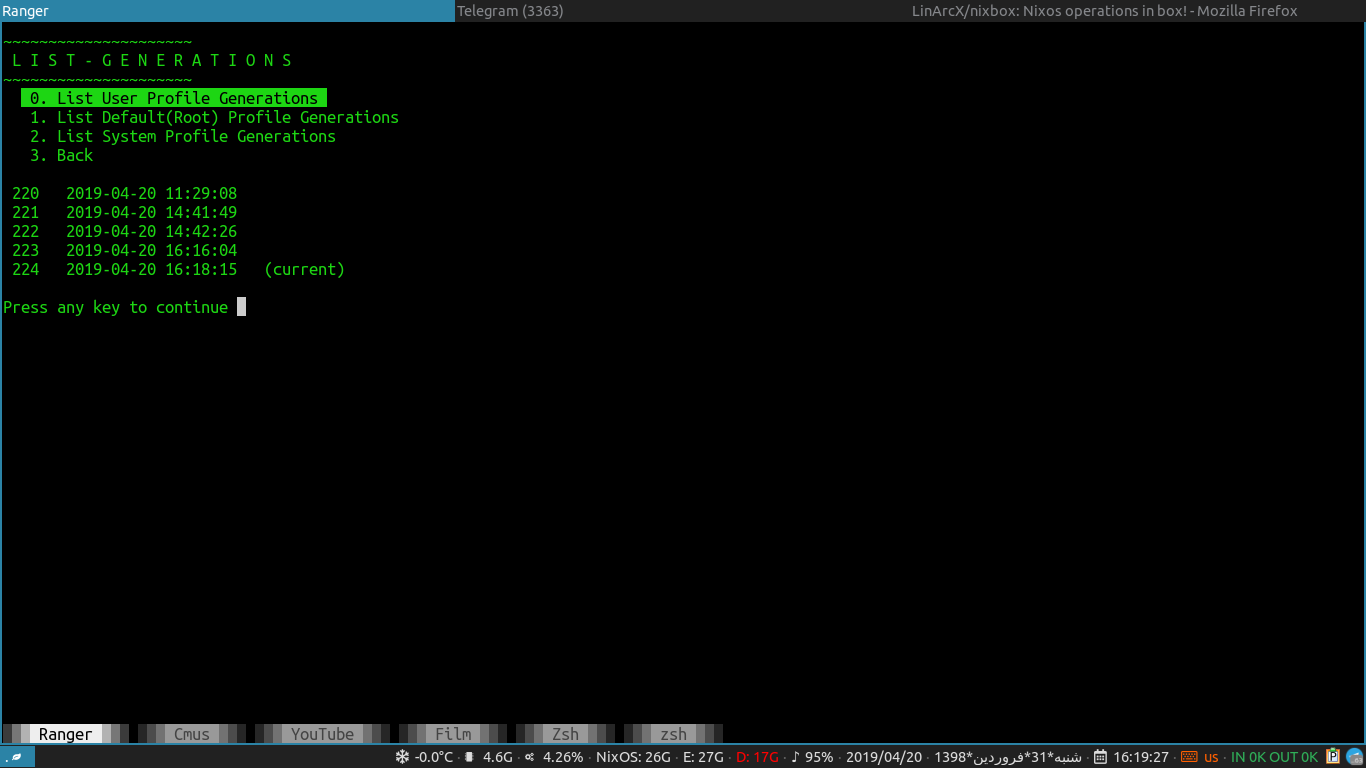 Ranger
Telegram (3363)
LinArcX/nixbox: Nixos operations in box! - Mozilla Firefox
~~~~~~~~~~~~~~~~~~~~~
L I S T - G E N E R A T I O N S
~~~~~~~~~~~~~~~~~~~~~
0. List User Profile Generations
1. List Default(Root) Profile Generations
2. List System Profile Generations
3. Back
220   2019-04-20 11:29:08
221   2019-04-20 14:41:49
222   2019-04-20 14:42:26
223   2019-04-20 16:16:04
224   2019-04-20 16:18:15   (current)
Press any key to continue
Ranger Cmus YouTube Film Zsh zsh
-0.0°C · 4.6G · 4.26% · NixOS: 26G · E: 27G · D: 17G · ♪ 95% · 2019/04/20 · شنبه*31*فروردین*1398 · 16:19:27 · us · IN 0K OUT 0K